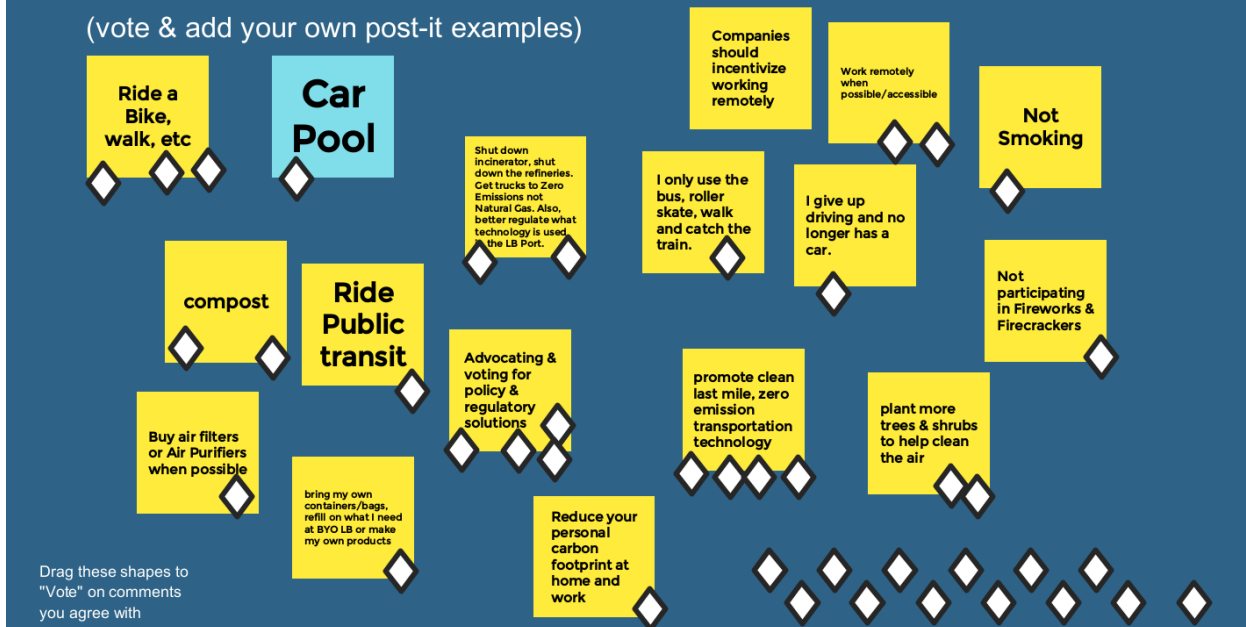 (vote & add your own post-it examples)
Ride a
Bike,
walk, etc
Car
Pool
Companies
should
incentivize
working
remotely
Work remotely
when
possible/accessible
Not
Smoking
Shut down
incinerator, shut
down the refineries.
Get trucks to Zero
Emissions not
Natural Gas. Also,
better regulate what
technology is used
the LB Port.
I only use the
bus, roller
skate, walk
and catch the
train.
I give up
driving and no
longer has a
car.
compost
Ride
Public
transit
Not
participating
in Fireworks &
Firecrackers
Advocating &
voting for
policy &
regulatory
solutions
promote clean
last mile, zero
emission
transportation
technology
plant more
trees & shrubs
to help clean
the air
Buy air filters
or Air Purifiers
when possible
bring my own
containers/bags,
refill on what I need
at BYO LB or make
my own products
Reduce your
personal
carbon
footprint at
home and
work
Drag these shapes to
"Vote" on comments
you agree with